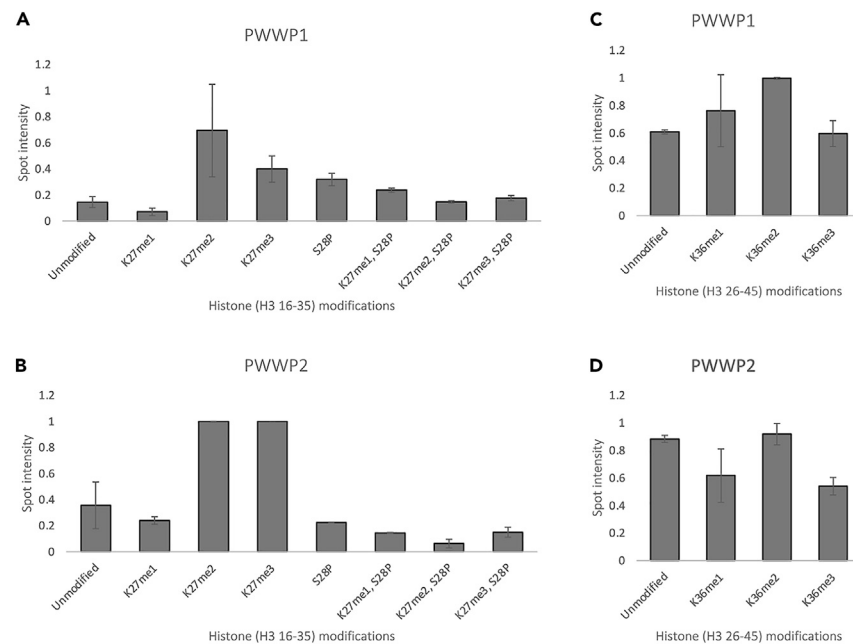 A
PWWP1
Spot intensity
1.2
1
0.8
0.6
0.4
0.2
0
Unmodified
K27me1
K27me2
K27me3
S28P
K27me1, S28P
K27me2, S28P
K27me3, S28P
Histone (H3 16-35) modifications
C
PWWP1
Spot intensity
1.2
1
0.8
0.6
0.4
0.2
0
Unmodified
K36me1
K36me2
K36me3
Histone (H3 26-45) modifications
B
PWWP2
Spot intensity
1.2
1
0.8
0.6
0.4
0.2
0
Unmodified
K27me1
K27me2
K27me3
S28P
K27me1, S28P
K27me2, S28P
K27me3, S28P
Histone (H3 16-35) modifications
D
PWWP2
Spot intensity
1.2
1
0.8
0.6
0.4
0.2
0
Unmodified
K36me1
K36me2
K36me3
Histone (H3 26-45) modifications